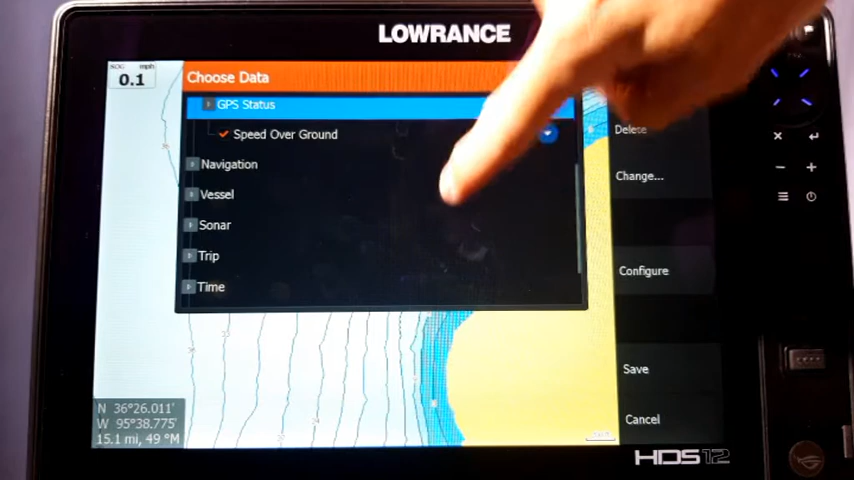 LOWRANCE
SOG mph
0.1
Choose Data
GPS Status
Speed Over Ground
Navigation
Vessel
Sonar
Trip
Time
Delete
Change...
Configure
Save
Cancel
N 36°26.011'
W 95°38.775'
15.1 mi, 49 °M
HDS12